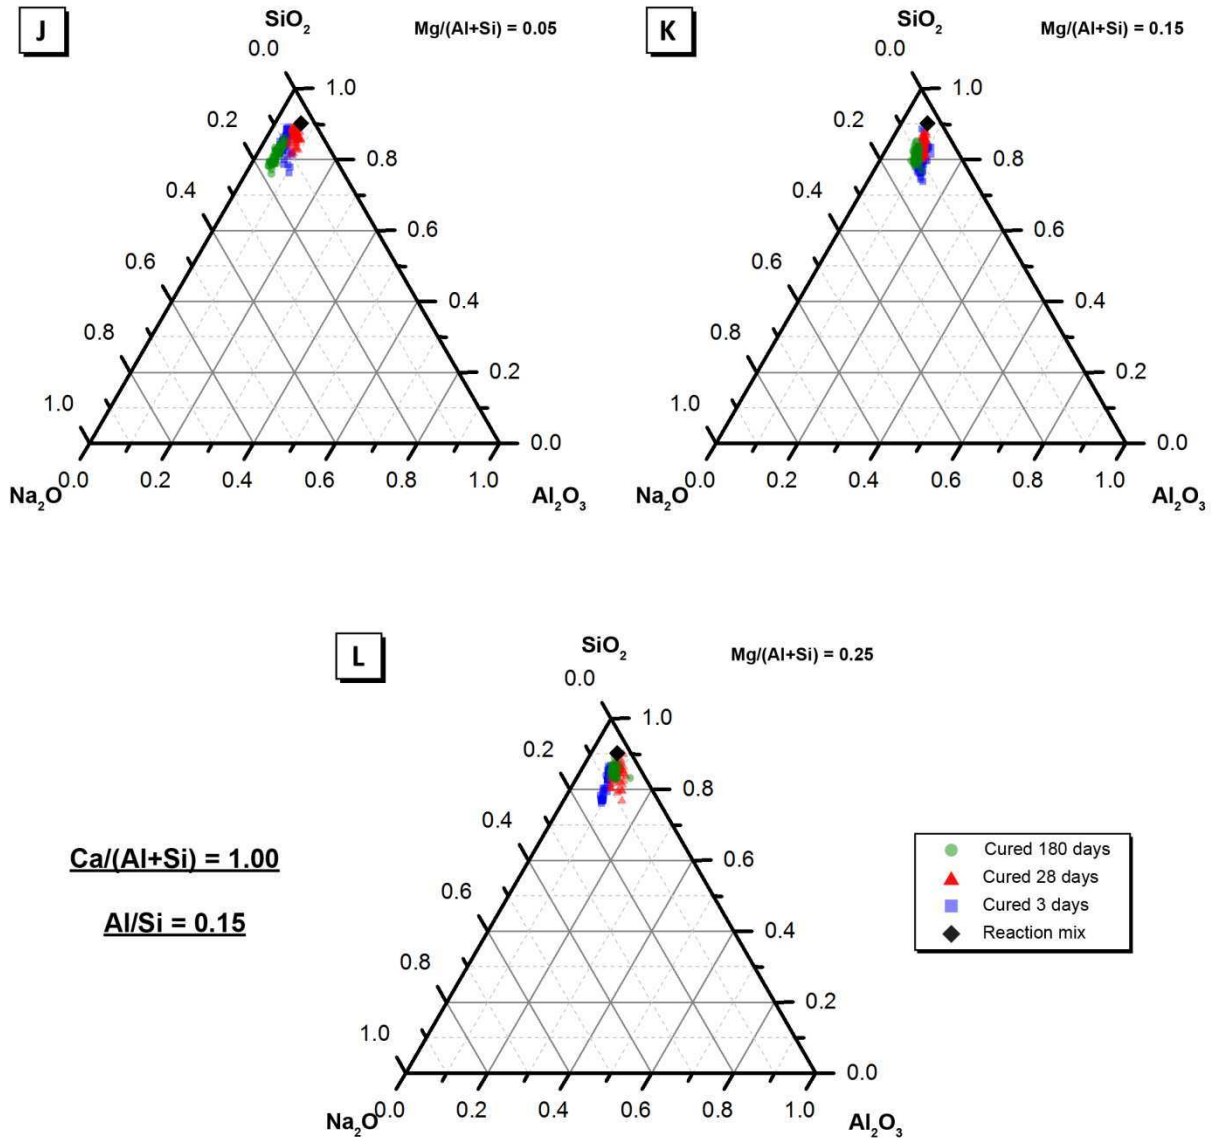 J
SiO2
Mg/(Al+Si) = 0.05
0.0
1.0
0.2
0.8
0.4
0.6
0.6
0.4
0.8
0.2
1.0
0.0
0.0 0.2 0.4 0.6 0.8 1.0
Na2O
Al2O3
K
SiO2
Mg/(Al+Si) = 0.15
0.0
1.0
0.2
0.8
0.4
0.6
0.6
0.4
0.8
0.2
1.0
0.0
0.0 0.2 0.4 0.6 0.8 1.0
Na2O
Al2O3
L
SiO2
Mg/(Al+Si) = 0.25
0.0
1.0
0.2
0.8
0.4
0.6
0.6
0.4
0.8
0.2
1.0
0.0
0.0 0.2 0.4 0.6 0.8 1.0
Na2O
Al2O3
Ca/(Al+Si) = 1.00
Al/Si = 0.15
Cured 180 days
Cured 28 days
Cured 3 days
Reaction mix